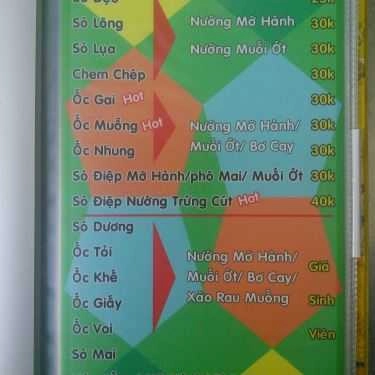 Sò Lông Nướng Mỡ Hành 30k
Sò Lụa Nướng Muối Ớt 30k
Chem Chép 30k
Ốc Gai Hot 30k
Ốc Muỗng Hot Nướng Mỡ Hành/ 30k
Ốc Nhung Muối Ớt/ Bơ Cay 30k
Sò Điệp Mỡ Hành/phô Mai/ Muối Ớt 30k
Sò Điệp Nướng Trứng Cút Hot 40k
Sò Dương
Ốc Tỏi Nướng Mỡ Hành/ Giá
Ốc Khế Muối Ớt/ Bơ Cay/
Ốc Giấy Xào Rau Muống Sinh
Ốc Voi Viên
Sò Mai